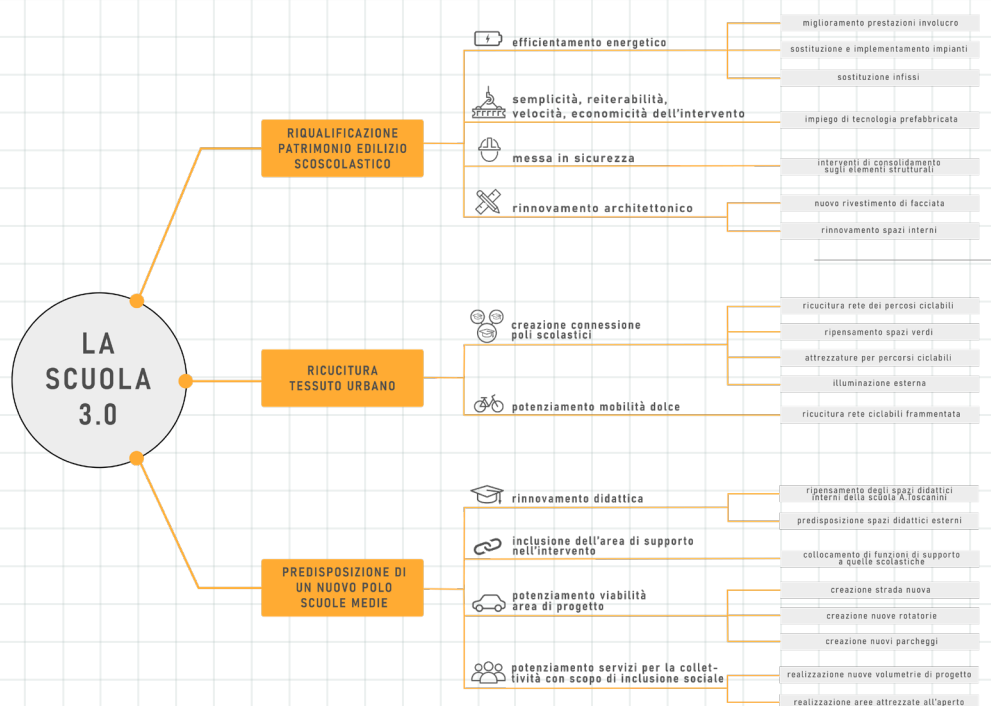 LA
SCUOLA
3.0
RIQUALIFICAZIONE
PATRIMONIO EDILIZIO
SCOSCOLASTICO
efficientamento energetico
miglioramento prestazioni involucro
sostituzione e implementamento impianti
sostituzione infissi
semplicità, reiterabilità,
velocità, economicità dell'intervento
impiego di tecnologia prefabbricata
messa in sicurezza
interventi di consolidamento
sugli elementi strutturali
rinnovamento architettonico
nuovo rivestimento di facciata
rinnovamento spazi interni
RICUCITURA
TESSUTO URBANO
creazione connessione
poli scolastici
ricucitura rete dei percosi ciclabili
ripensamento spazi verdi
attrezzature per percorsi ciclabili
illuminazione esterna
potenziamento mobilità dolce
ricucitura rete ciclabili frammentata
PREDISPOSIZIONE DI
UN NUOVO POLO
SCUOLE MEDIE
rinnovamento didattica
ripensamento degli spazi didattici
interni della scuola A.Toscanini
predisposizione spazi didattici esterni
inclusione dell'area di supporto
nell'intervento
collocamento di funzioni di supporto
a quelle scolastiche
potenziamento viabilità
area di progetto
creazione strada nuova
creazione nuove rotatorie
creazione nuovi parcheggi
potenziamento servizi per la collet-
tività con scopo di inclusione sociale
realizzazione nuove volumetrie di progetto
realizzazione aree attrezzate all'aperto